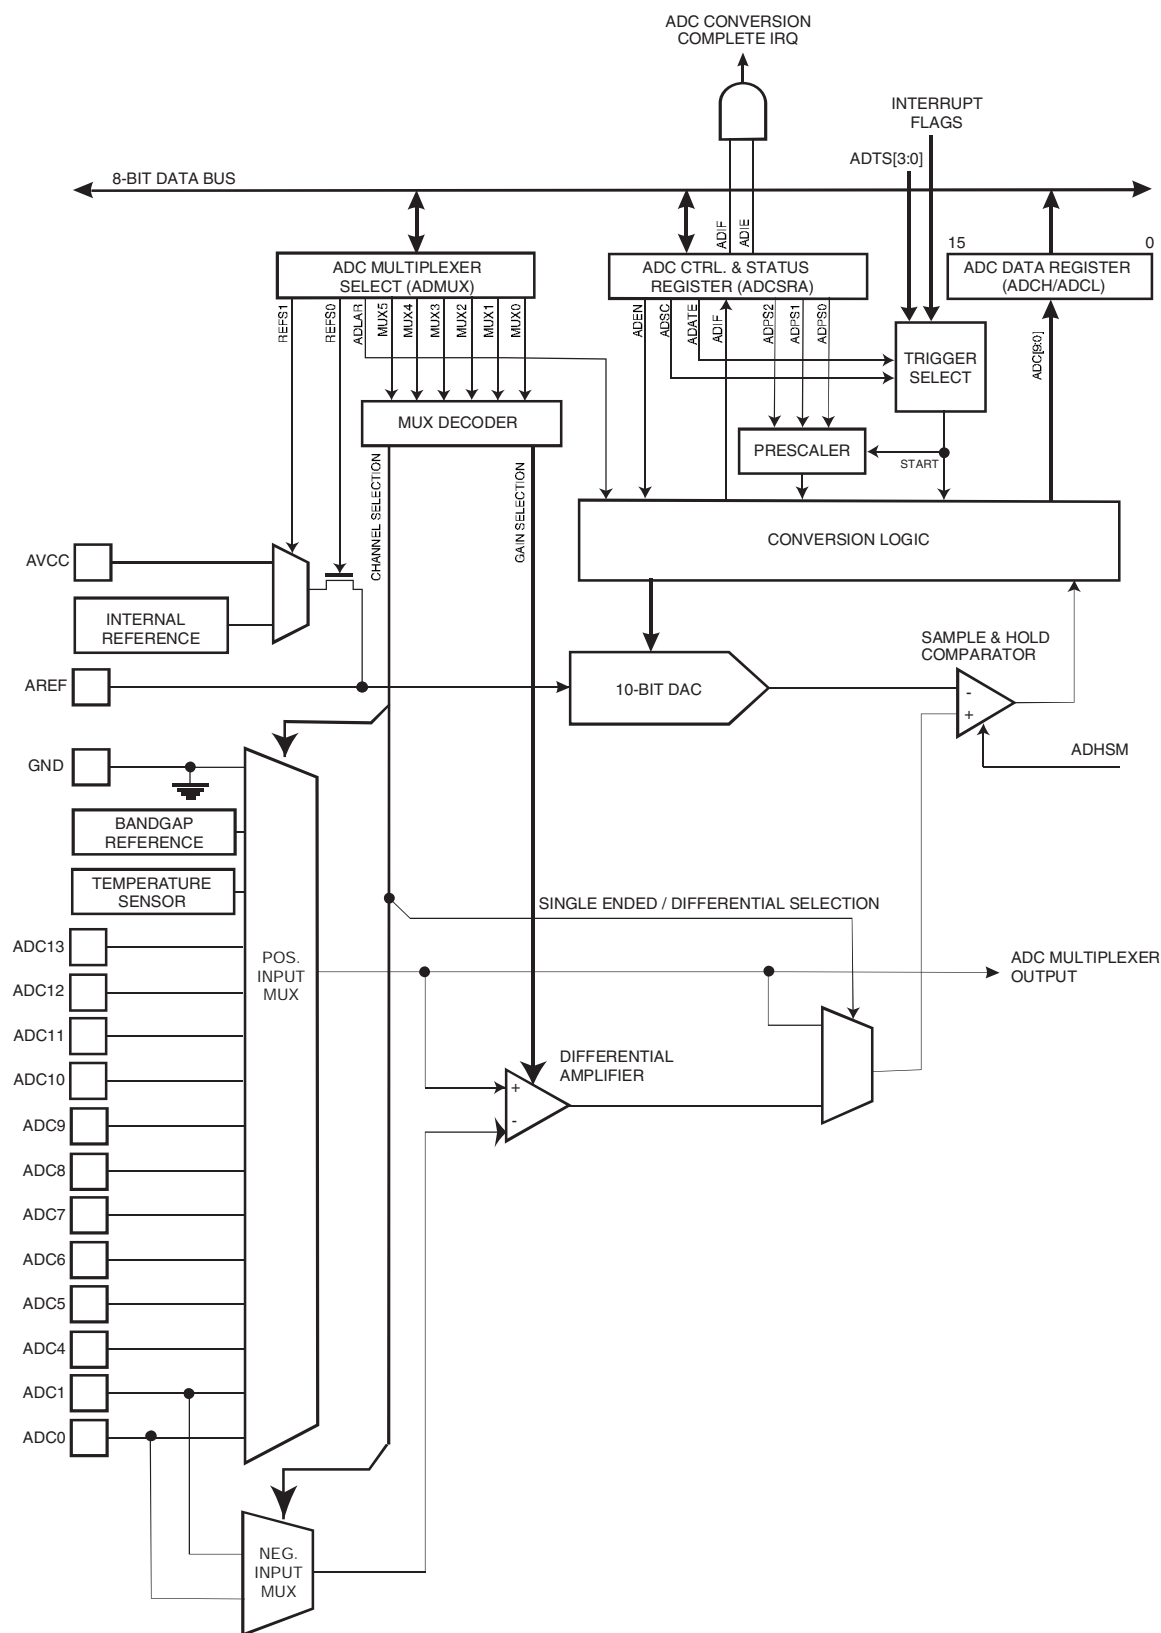 ADC CONVERSION
COMPLETE IRQ
INTERRUPT
FLAGS
ADTS[3:0]
8-BIT DATA BUS
ADIF
ADIE
15
0
ADC MULTIPLEXER
SELECT (ADMUX)
ADC CTRL. & STATUS
REGISTER (ADCSRA)
ADC DATA REGISTER
(ADCH/ADCL)
REFS1
REFS0
ADLAR
MUX5
MUX4
MUX3
MUX2
MUX1
MUX0
ADEN
ADSC
ADATE
ADIF
ADPS2
ADPS1
ADPS0
TRIGGER
SELECT
ADC[9:0]
MUX DECODER
PRESCALER
START
CHANNEL SELECTION
GAIN SELECTION
CONVERSION LOGIC
AVCC
INTERNAL
REFERENCE
SAMPLE & HOLD
COMPARATOR
AREF
10-BIT DAC
-
+
ADHSM
GND
BANDGAP
REFERENCE
TEMPERATURE
SENSOR
SINGLE ENDED / DIFFERENTIAL SELECTION
ADC13
ADC12
ADC11
ADC10
ADC9
ADC8
ADC7
ADC6
ADC5
ADC4
ADC1
ADC0
POS.
INPUT
MUX
ADC MULTIPLEXER
OUTPUT
DIFFERENTIAL
AMPLIFIER
+
-
NEG.
INPUT
MUX